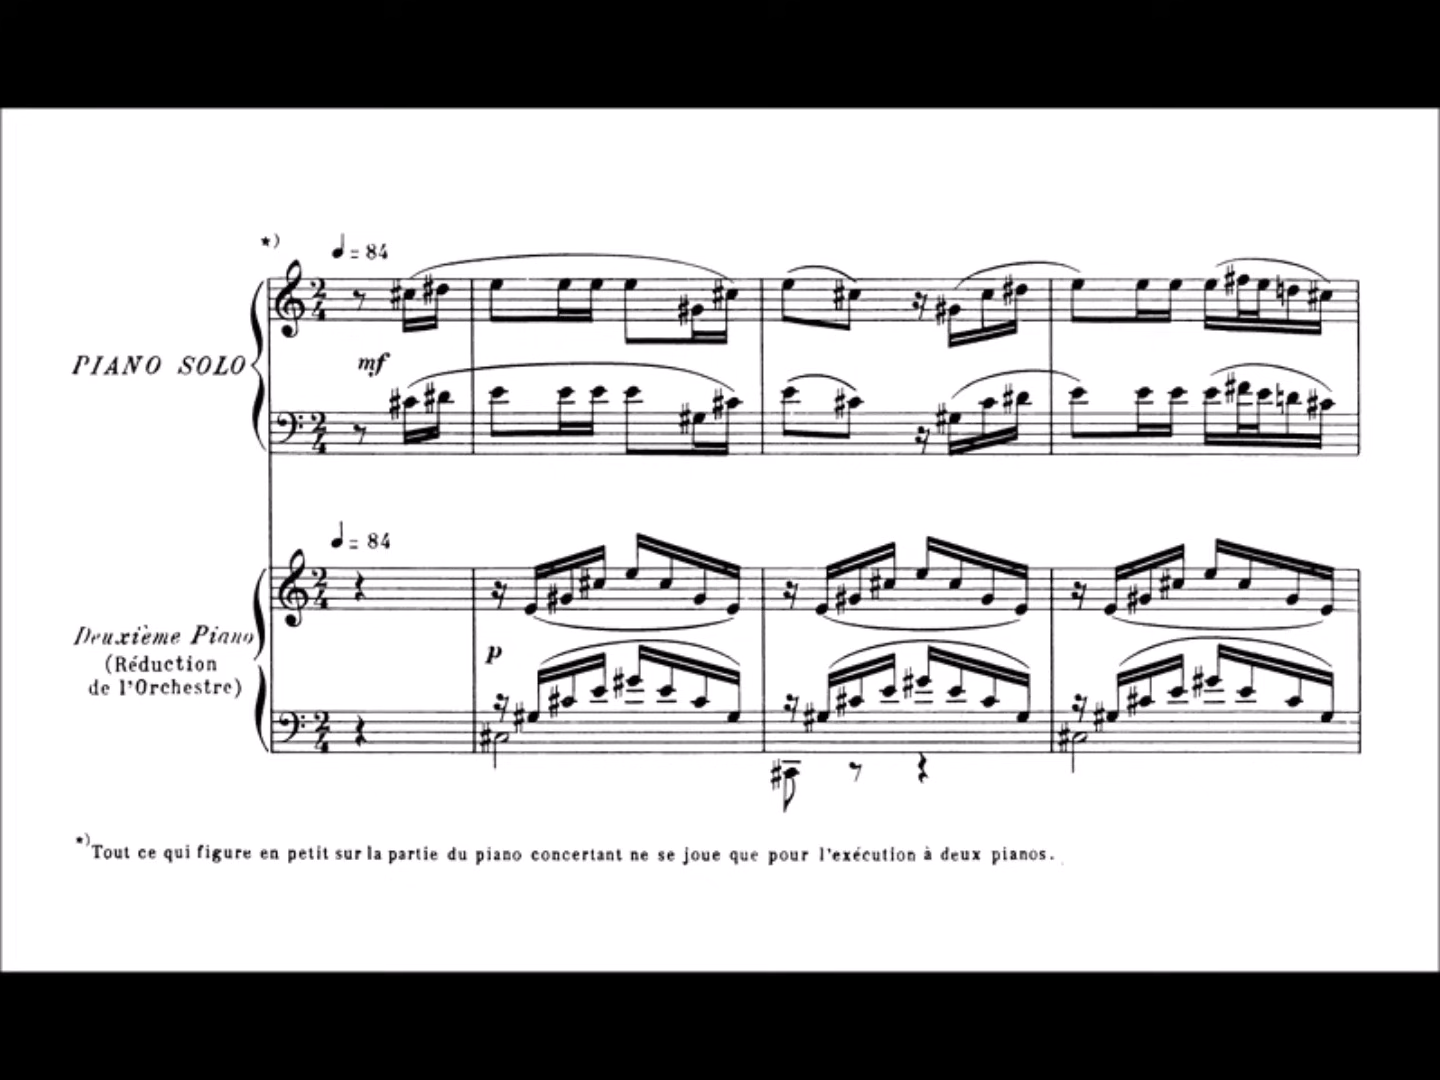 *)
♩ = 84
PIANO SOLO
mf
♩ = 84
Deuxième Piano
(Réduction
de l'Orchestre)
p
*) Tout ce qui figure en petit sur la partie du piano concertant ne se joue que pour l'exécution à deux pianos.